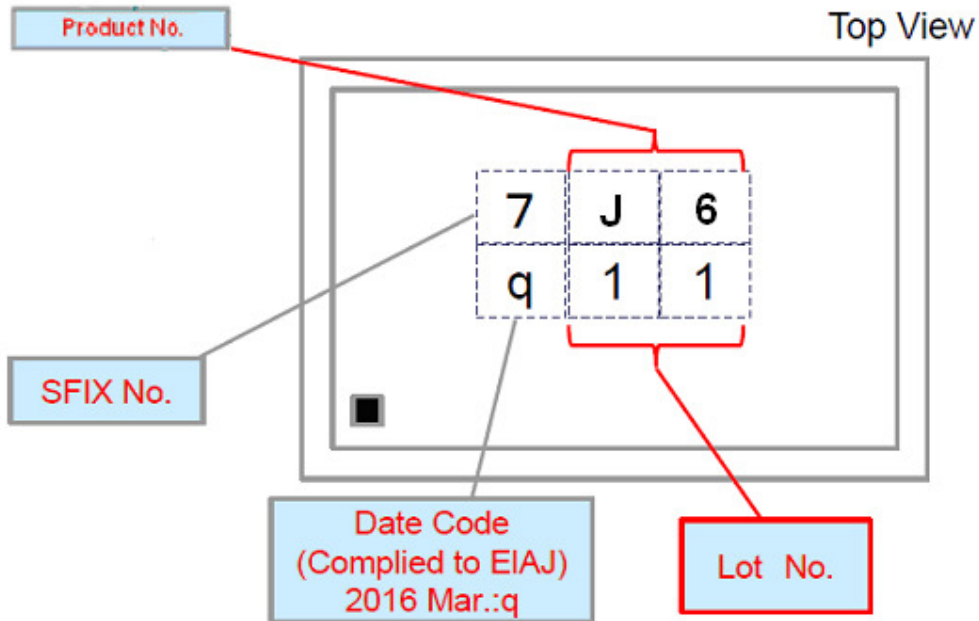 Product No.
Top View
7 J 6
q 1 1
SFIX No.
Date Code
(Complied to EIAJ)
2016 Mar.:q
Lot No.